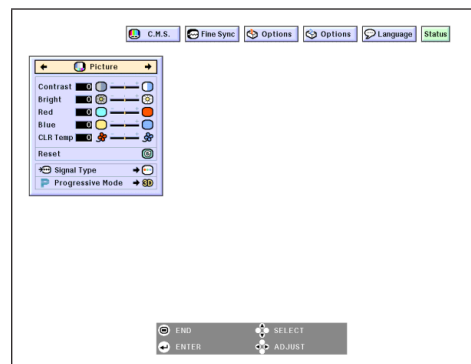 C.M.S. Fine Sync Options Options Language Status
Picture
Contrast 0
Bright 0
Red 0
Blue 0
CLR Temp 0
Reset
Signal Type
Progressive Mode 3D
END SELECT
ENTER ADJUST